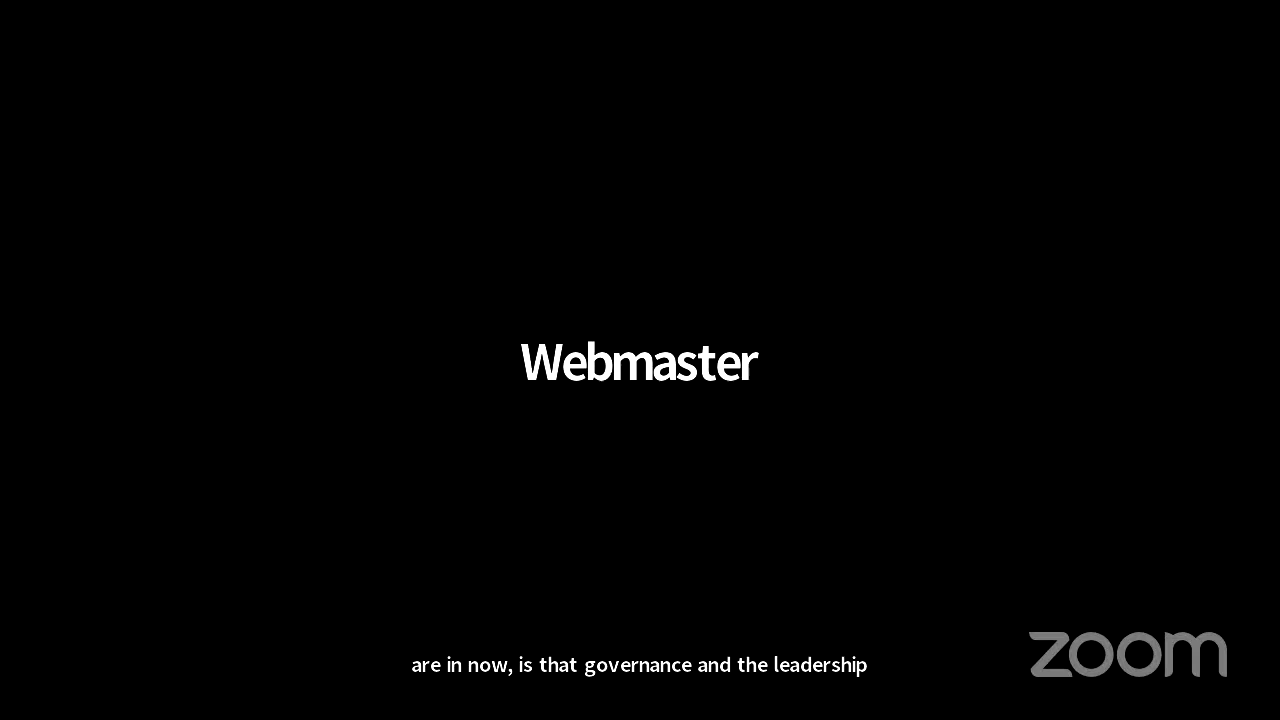 Webmaster
are in now, is that governance and the leadership
zoom